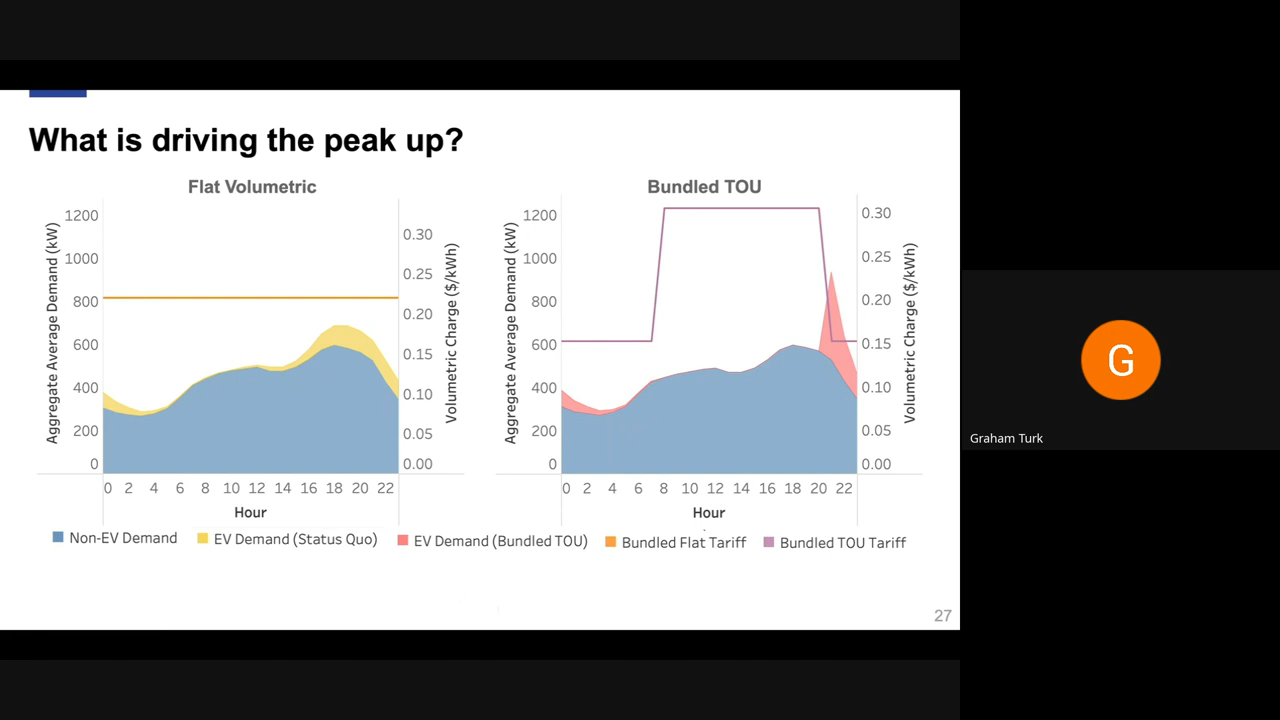 What is driving the peak up?
Flat Volumetric
Bundled TOU
Aggregate Average Demand (kW)
1200
1000
800
600
400
200
0
0.30
0.25
0.20
0.15
0.10
0.05
0.00
Volumetric Charge ($/kWh)
0 2 4 6 8 10 12 14 16 18 20 22
Hour
Aggregate Average Demand (kW)
1200
1000
800
600
400
200
0
0.30
0.25
0.20
0.15
0.10
0.05
0.00
Volumetric Charge ($/kWh)
0 2 4 6 8 10 12 14 16 18 20 22
Hour
Non-EV Demand EV Demand (Status Quo) EV Demand (Bundled TOU) Bundled Flat Tariff Bundled TOU Tariff
27
G
Graham Turk